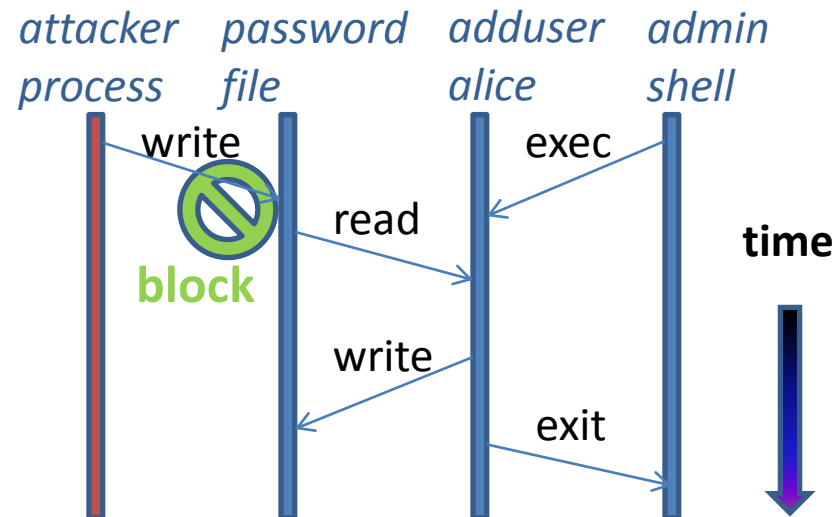 attacker process
password file
adduser alice
admin shell
write
exec
read
time
block
write
exit